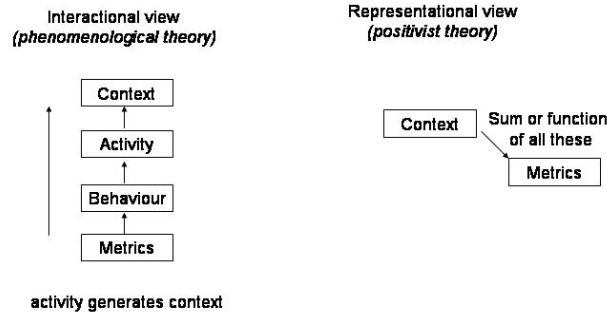 Interactional view
(phenomenological theory)
Context
Activity
Behaviour
Metrics
activity generates context
Representational view
(positivist theory)
Context
Sum or function
of all these
Metrics